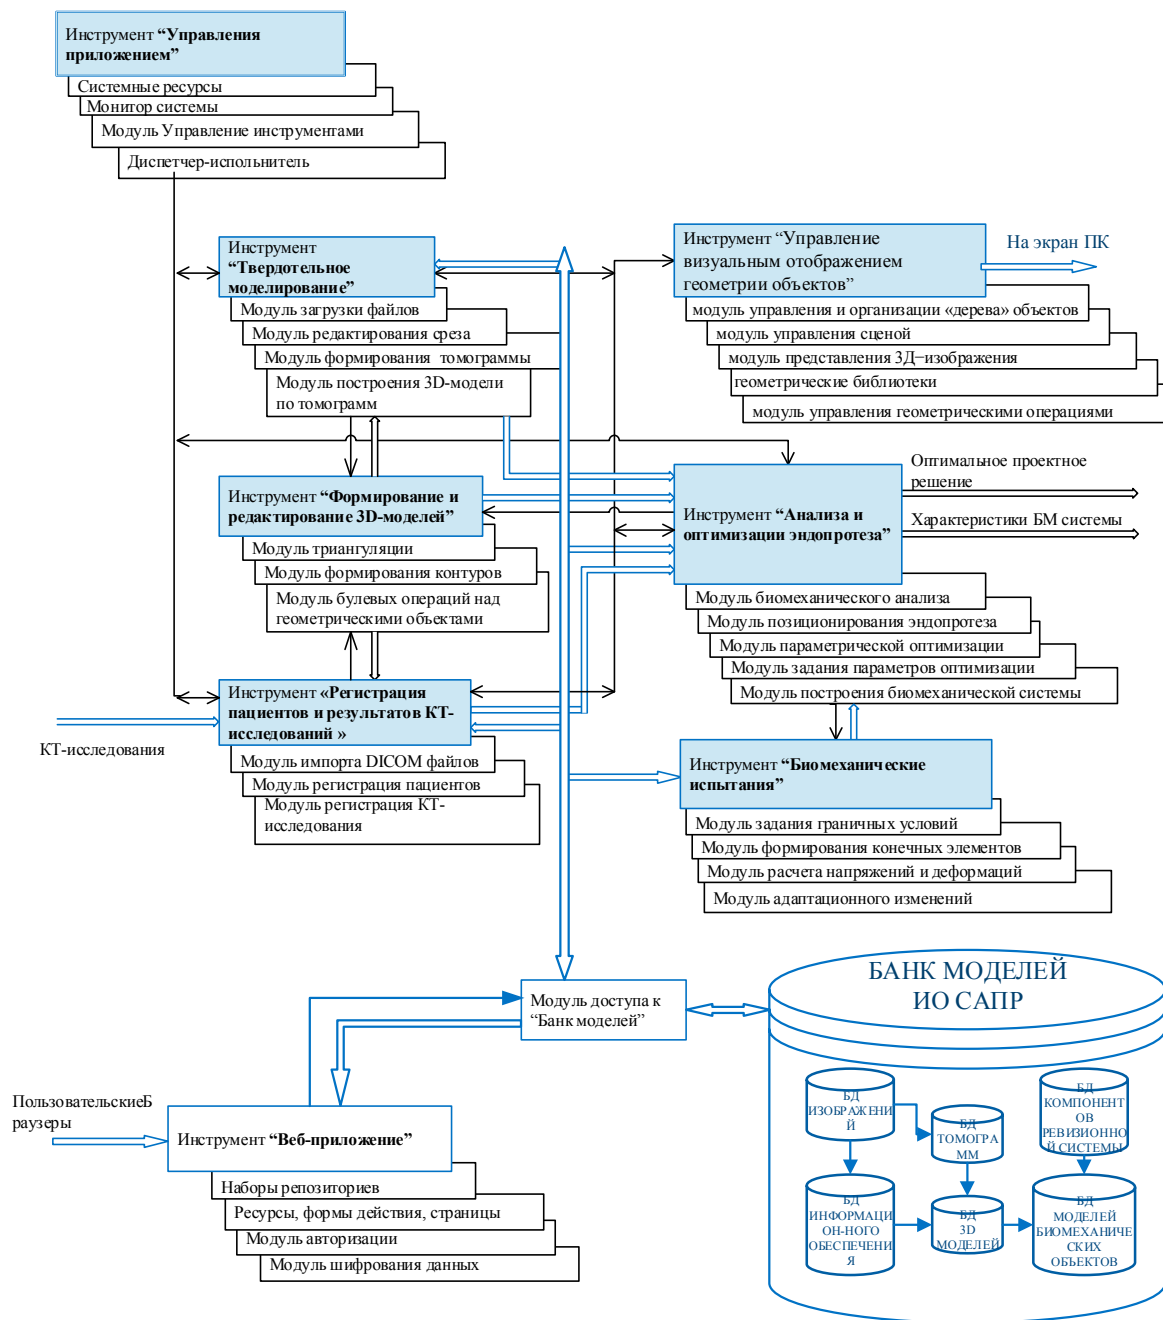 Инструмент “Управления
приложением”
Системные ресурсы
Монитор системы
Модуль Управление инструментами
Диспетчер-испольнитель
Инструмент
“Твердотельное
моделирование”
Модуль загрузки файлов
Модуль редактирования среза
Модуль формирования томограммы
Модуль построения 3D-модели
по томограмм
Инструмент “Управление
визуальным отображением
геометрии объектов”
На экран ПК
модуль управления и организации «дерева» объектов
модуль управления сценой
модуль представления 3Д–изображения
геометрические библиотеки
модуль управления геометрическими операциями
Инструмент “Формирование и
редактирование 3D-моделей”
Модуль триангуляции
Модуль формирования контуров
Модуль булевых операций над
геометрическими объектами
Инструмент “Анализа и
оптимизации эндопротеза”
Оптимальное проектное
решение
Характеристики БМ системы
Модуль биомеханического анализа
Модуль позиционирования эндопротеза
Модуль параметрической оптимизации
Модуль задания параметров оптимизации
Модуль построения биомеханической системы
КТ-исследования
Инструмент «Регистрация
пациентов и результатов КТ-
исследований »
Модуль импорта DICOM файлов
Модуль регистрация пациентов
Модуль регистрация КТ-
исследования
Инструмент “Биомеханические
испытания”
Модуль задания граничных условий
Модуль формирования конечных элементов
Модуль расчета напряжений и деформаций
Модуль адаптационного изменений
Модуль доступа к
“Банк моделей”
БАНК МОДЕЛЕЙ
ИО САПР
БД
ИЗОБРАЖЕНИ
Й
БД
ТОМОГРА
ММ
БД
КОМПОНЕНТ
ОВ
РЕВИЗИОННО
Й СИСТЕМЫ
БД
ИНФОРМАЦИ
ОН-НОГО
ОБЕСПЕЧЕНИ
Я
БД
3D
МОДЕЛЕЙ
БД
МОДЕЛЕЙ
БИОМЕХАНИЧЕ
СКИХ
ОБЪЕКТОВ
ПользовательскиеБ
раузеры
Инструмент “Веб-приложение”
Наборы репозиториев
Ресурсы, формы действия, страницы
Модуль авторизации
Модуль шифрования данных